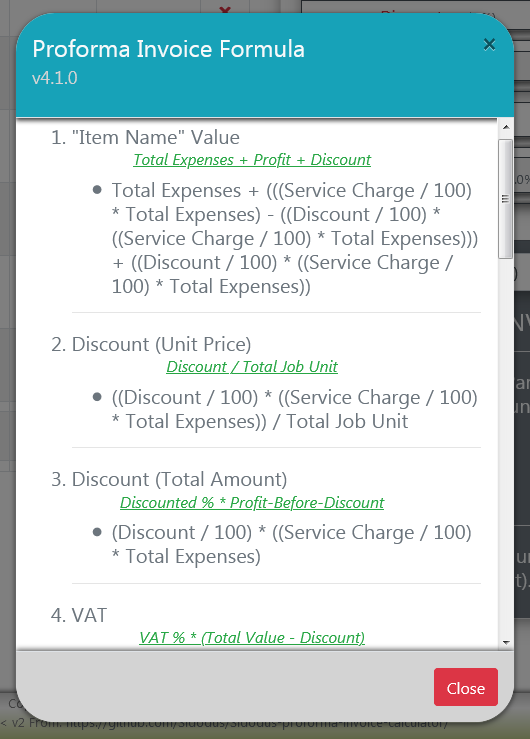 Proforma Invoice Formula
×
v4.1.0
1. "Item Name" Value
Total Expenses + Profit + Discount
● Total Expenses + (((Service Charge / 100)
* Total Expenses) - ((Discount / 100) *
((Service Charge / 100) * Total Expenses)))
+ ((Discount / 100) * ((Service Charge /
100) * Total Expenses))
2. Discount (Unit Price)
Discount / Total Job Unit
● ((Discount / 100) * ((Service Charge / 100)
* Total Expenses)) / Total Job Unit
3. Discount (Total Amount)
Discounted % * Profit-Before-Discount
● (Discount / 100) * ((Service Charge / 100)
* Total Expenses)
4. VAT
VAT % * (Total Value - Discount)
Close
< v2 From: https://github.com/Sidodus/Sidodus-proforma-invoice-calculator/